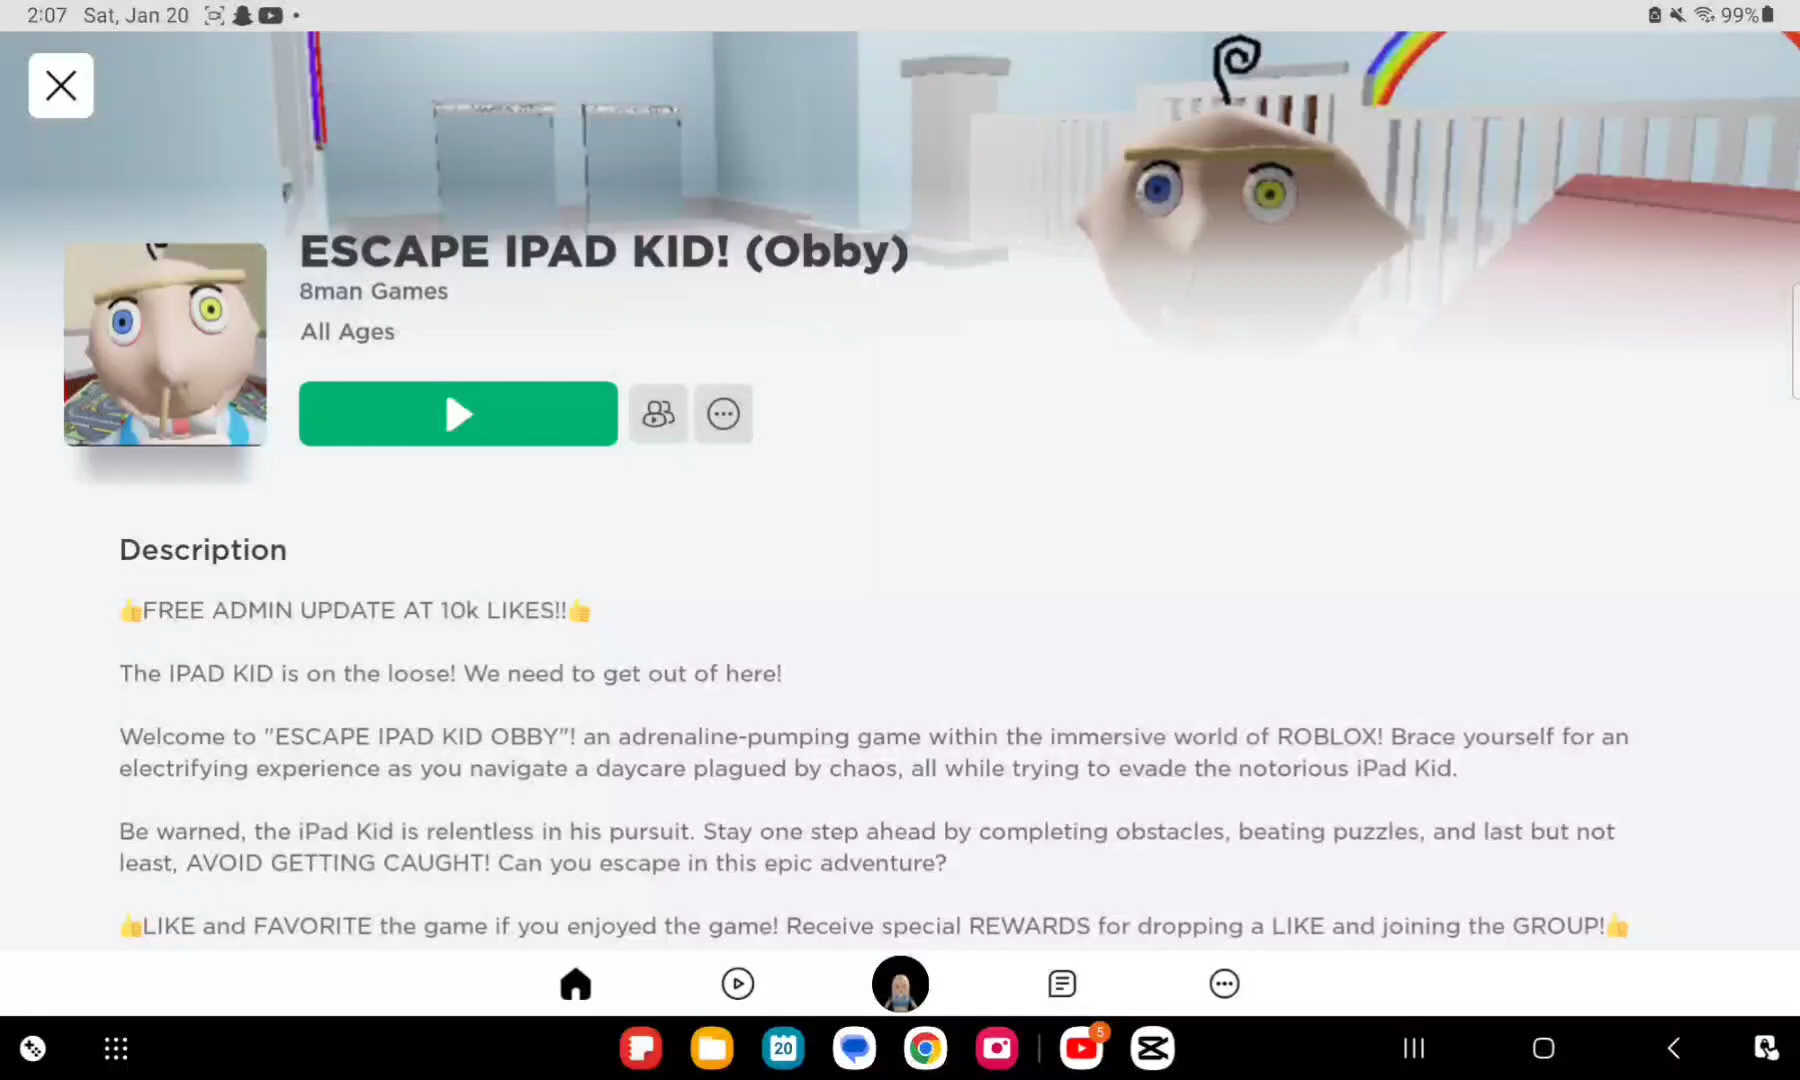 2:07 Sat, Jan 20
99%
ESCAPE IPAD KID! (Obby)
8man Games
All Ages
Description
👍FREE ADMIN UPDATE AT 10k LIKES!!👍
The IPAD KID is on the loose! We need to get out of here!
Welcome to "ESCAPE IPAD KID OBBY"! an adrenaline-pumping game within the immersive world of ROBLOX! Brace yourself for an
electrifying experience as you navigate a daycare plagued by chaos, all while trying to evade the notorious iPad Kid.
Be warned, the iPad Kid is relentless in his pursuit. Stay one step ahead by completing obstacles, beating puzzles, and last but not
least, AVOID GETTING CAUGHT! Can you escape in this epic adventure?
👍LIKE and FAVORITE the game if you enjoyed the game! Receive special REWARDS for dropping a LIKE and joining the GROUP!👍
20
5